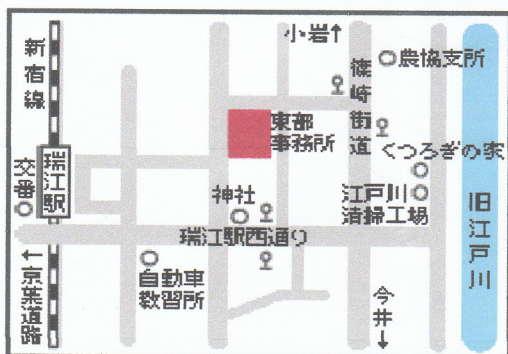 新宿線
小岩↑
篠崎街道
農協支所
東部
事務所
くつろぎの家
交番
瑞江駅
神社
江戸川
清掃工場
旧江戸川
瑞江駅西通り
↑京葉道路
自動車
教習所
今井↓